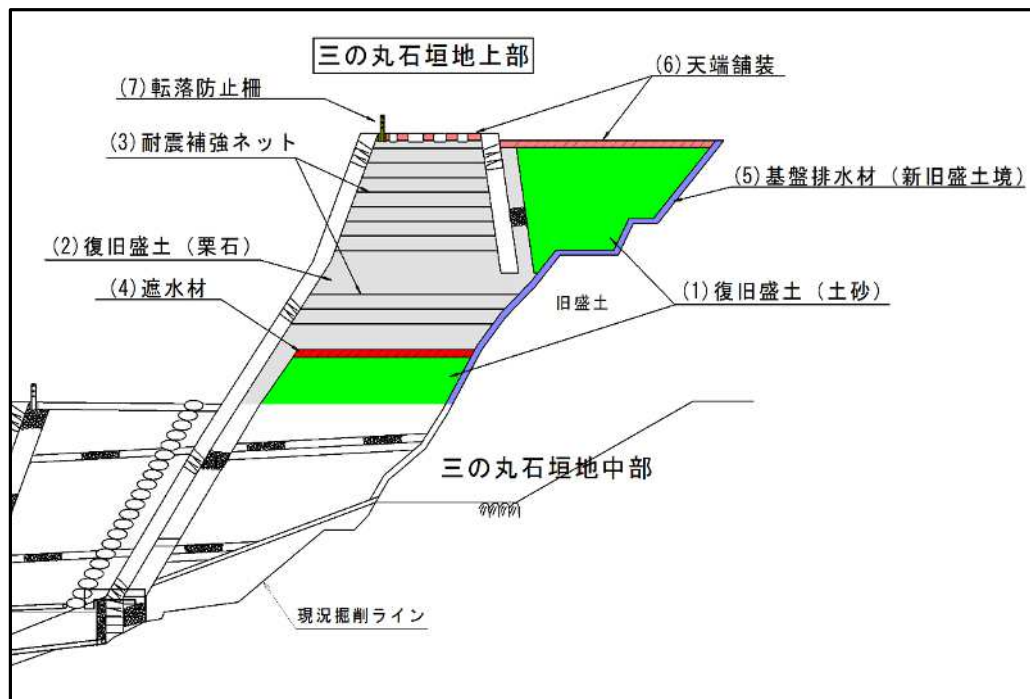 三の丸石垣地上部
(6)天端舗装
(7)転落防止柵
(3)耐震補強ネット
(5)基盤排水材(新旧盛土境)
(2)復旧盛土(栗石)
(4)遮水材
旧盛土
(1)復旧盛土(土砂)
三の丸石垣地中部
現況掘削ライン